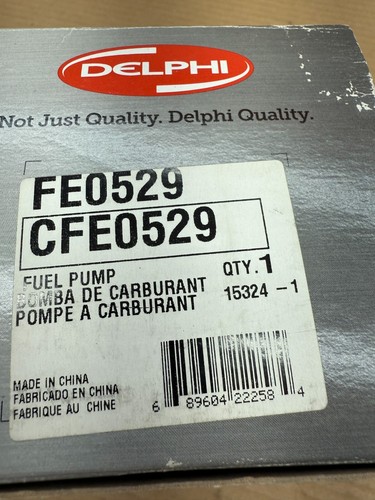 DELPHI
Not Just Quality. Delphi Quality.
FE0529
CFE0529
FUEL PUMP
QTY.1
BOMBA DE CARBURANT
15324 -1
POMPE A CARBURANT
MADE IN CHINA
FABRICADO EN CHINA
FABRIQUE AU CHINE
6 89604 22258 4